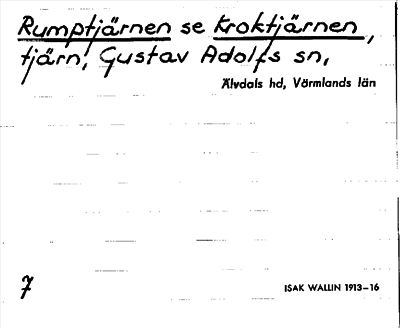 Rumptjärnen se Kroktjärnen,
tjärn, Gustav Adolfs sn,
Älvdals hd, Värmlands län
7
ISAK WALLIN 1913–16